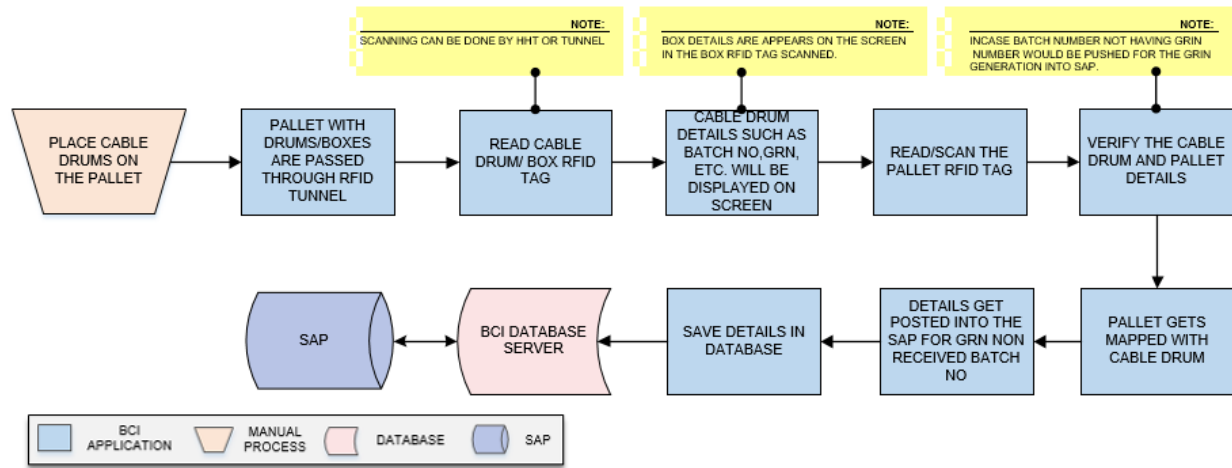 NOTE:
SCANNING CAN BE DONE BY HHT OR TUNNEL
NOTE:
BOX DETAILS ARE APPEARS ON THE SCREEN
IN THE BOX RFID TAG SCANNED.
NOTE:
INCASE BATCH NUMBER NOT HAVING GRIN
NUMBER WOULD BE PUSHED FOR THE GRIN
GENERATION INTO SAP.
PLACE CABLE
DRUMS ON
THE PALLET
PALLET WITH
DRUMS/BOXES
ARE PASSED
THROUGH RFID
TUNNEL
READ CABLE
DRUM/ BOX RFID
TAG
CABLE DRUM
DETAILS SUCH AS
BATCH NO,GRN,
ETC. WILL BE
DISPLAYED ON
SCREEN
READ/SCAN THE
PALLET RFID TAG
VERIFY THE CABLE
DRUM AND PALLET
DETAILS
SAP
BCI DATABASE
SERVER
SAVE DETAILS IN
DATABASE
DETAILS GET
POSTED INTO THE
SAP FOR GRN NON
RECEIVED BATCH
NO
PALLET GETS
MAPPED WITH
CABLE DRUM
BCI
APPLICATION
MANUAL
PROCESS
DATABASE
SAP